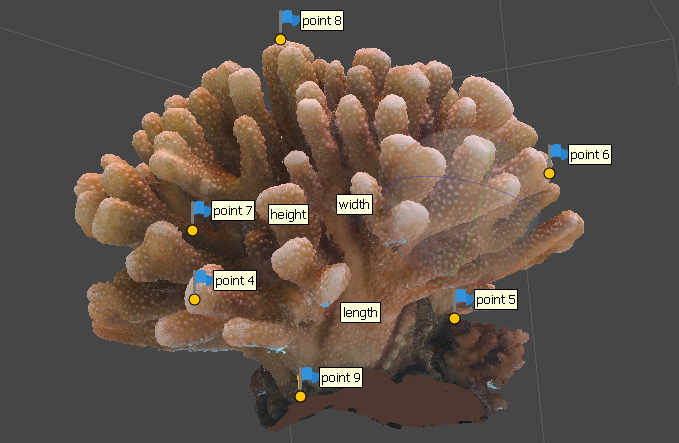 point 8
point 6
width
point 7
height
point 4
point 5
length
point 9